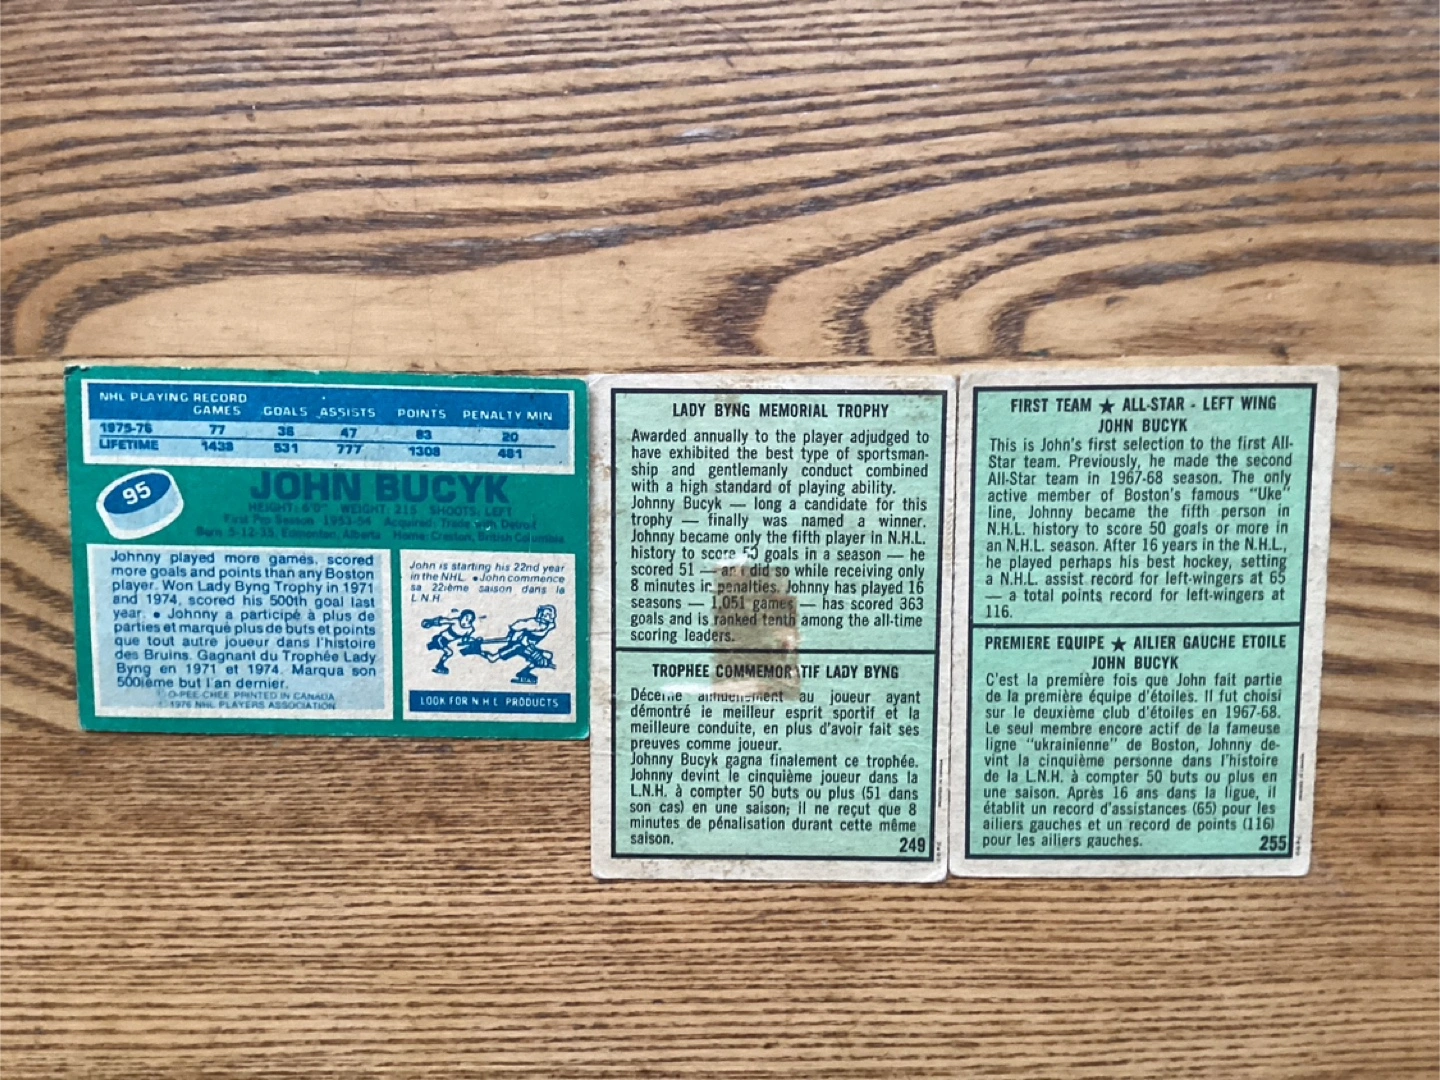 NHL PLAYING RECORD
GAMES GOALS ASSISTS POINTS PENALTY MIN
1975-76 77 36 47 83 20
LIFETIME 1438 531 777 1308 481
95
JOHN BUCYK
HEIGHT: 6'0" WEIGHT: 215 SHOOTS: LEFT
First Pro Season 1953-54 Acquired: Trade with Detroit
Born 5-12-35, Edmonton, Alberta Home: Creston, British Columbia
Johnny played more games, scored
more goals and points than any Boston
player. Won Lady Byng Trophy in 1971
and 1974, scored his 500th goal last
year. • Johnny a participé à plus de
parties et marqué plus de buts et points
que tout autre joueur dans l'histoire
des Bruins. Gagnant du Trophée Lady
Byng en 1971 et 1974. Marqua son
500ième but l'an dernier.
© O-PEE-CHEE PRINTED IN CANADA
© 1976 NHL PLAYERS ASSOCIATION
John is starting his 22nd year
in the NHL. • John commence
sa 22ième saison dans la
L.N.H.
LOOK FOR N H L PRODUCTS
LADY BYNG MEMORIAL TROPHY
Awarded annually to the player adjudged to
have exhibited the best type of sportsman-
ship and gentlemanly conduct combined
with a high standard of playing ability.
Johnny Bucyk — long a candidate for this
trophy — finally was named a winner.
Johnny became only the fifth player in N.H.L.
history to score 50 goals in a season — he
scored 51 — and did so while receiving only
8 minutes in penalties. Johnny has played 16
seasons — 1,051 games — has scored 363
goals and is ranked tenth among the all-time
scoring leaders.
TROPHÉE COMMEMORATIF LADY BYNG
Décerné annuellement au joueur ayant
démontré le meilleur esprit sportif et la
meilleure conduite, en plus d'avoir fait ses
preuves comme joueur.
Johnny Bucyk gagna finalement ce trophée.
Johnny devint le cinquième joueur dans la
L.N.H. à compter 50 buts ou plus (51 dans
son cas) en une saison; il ne reçut que 8
minutes de pénalisation durant cette même
saison.
249
FIRST TEAM ★ ALL-STAR - LEFT WING
JOHN BUCYK
This is John's first selection to the first All-
Star team. Previously, he made the second
All-Star team in 1967-68 season. The only
active member of Boston's famous "Uke"
line, Johnny became the fifth person in
N.H.L. history to score 50 goals or more in
an N.H.L. season. After 16 years in the N.H.L.,
he played perhaps his best hockey, setting
a N.H.L. assist record for left-wingers at 65
— a total points record for left-wingers at
116.
PREMIERE EQUIPE ★ AILIER GAUCHE ETOILE
JOHN BUCYK
C'est la première fois que John fait partie
de la première équipe d'étoiles. Il fut choisi
sur le deuxième club d'étoiles en 1967-68.
Le seul membre encore actif de la fameuse
ligne "ukrainienne" de Boston, Johnny de-
vint la cinquième personne dans l'histoire
de la L.N.H. à compter 50 buts ou plus en
une saison. Après 16 ans dans la ligue, il
établit un record d'assistances (65) pour les
ailiers gauches et un record de points (116)
pour les ailiers gauches.
255